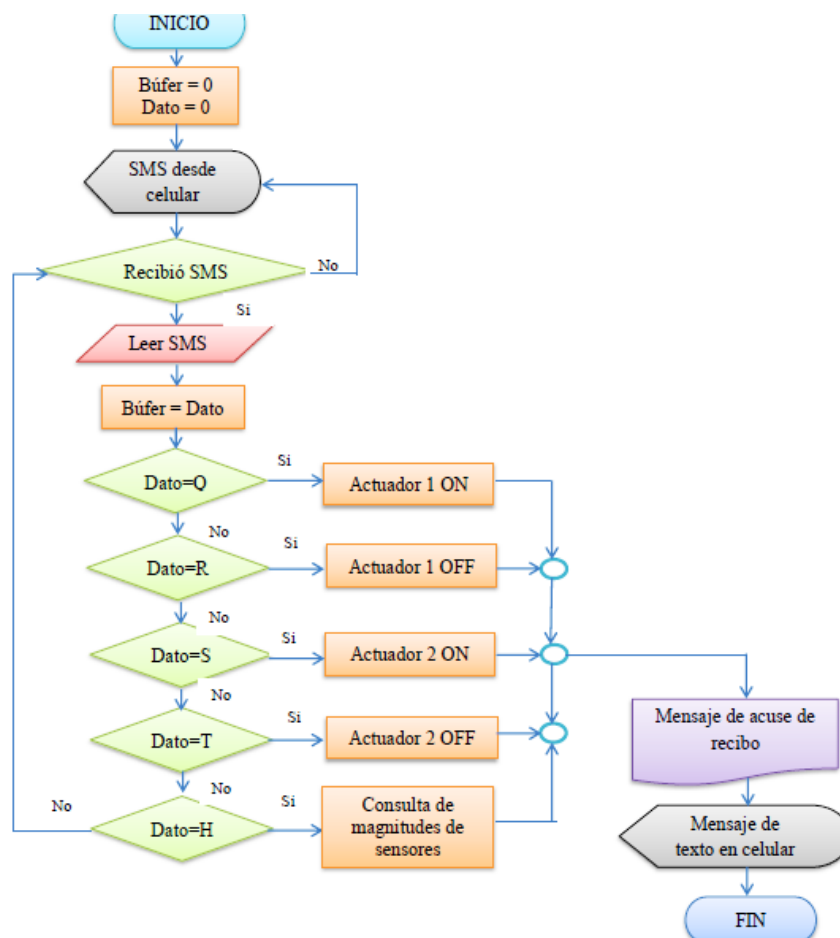 INICIO
Búfer = 0
Dato = 0
SMS desde
celular
Recibió SMS
No
Si
Leer SMS
Búfer = Dato
Dato=Q
Si
Actuador 1 ON
No
Dato=R
Si
Actuador 1 OFF
No
Dato=S
Si
Actuador 2 ON
No
Dato=T
Si
Actuador 2 OFF
No
No
Dato=H
Si
Consulta de
magnitudes de
sensores
Mensaje de acuse de
recibo
Mensaje de
texto en celular
FIN